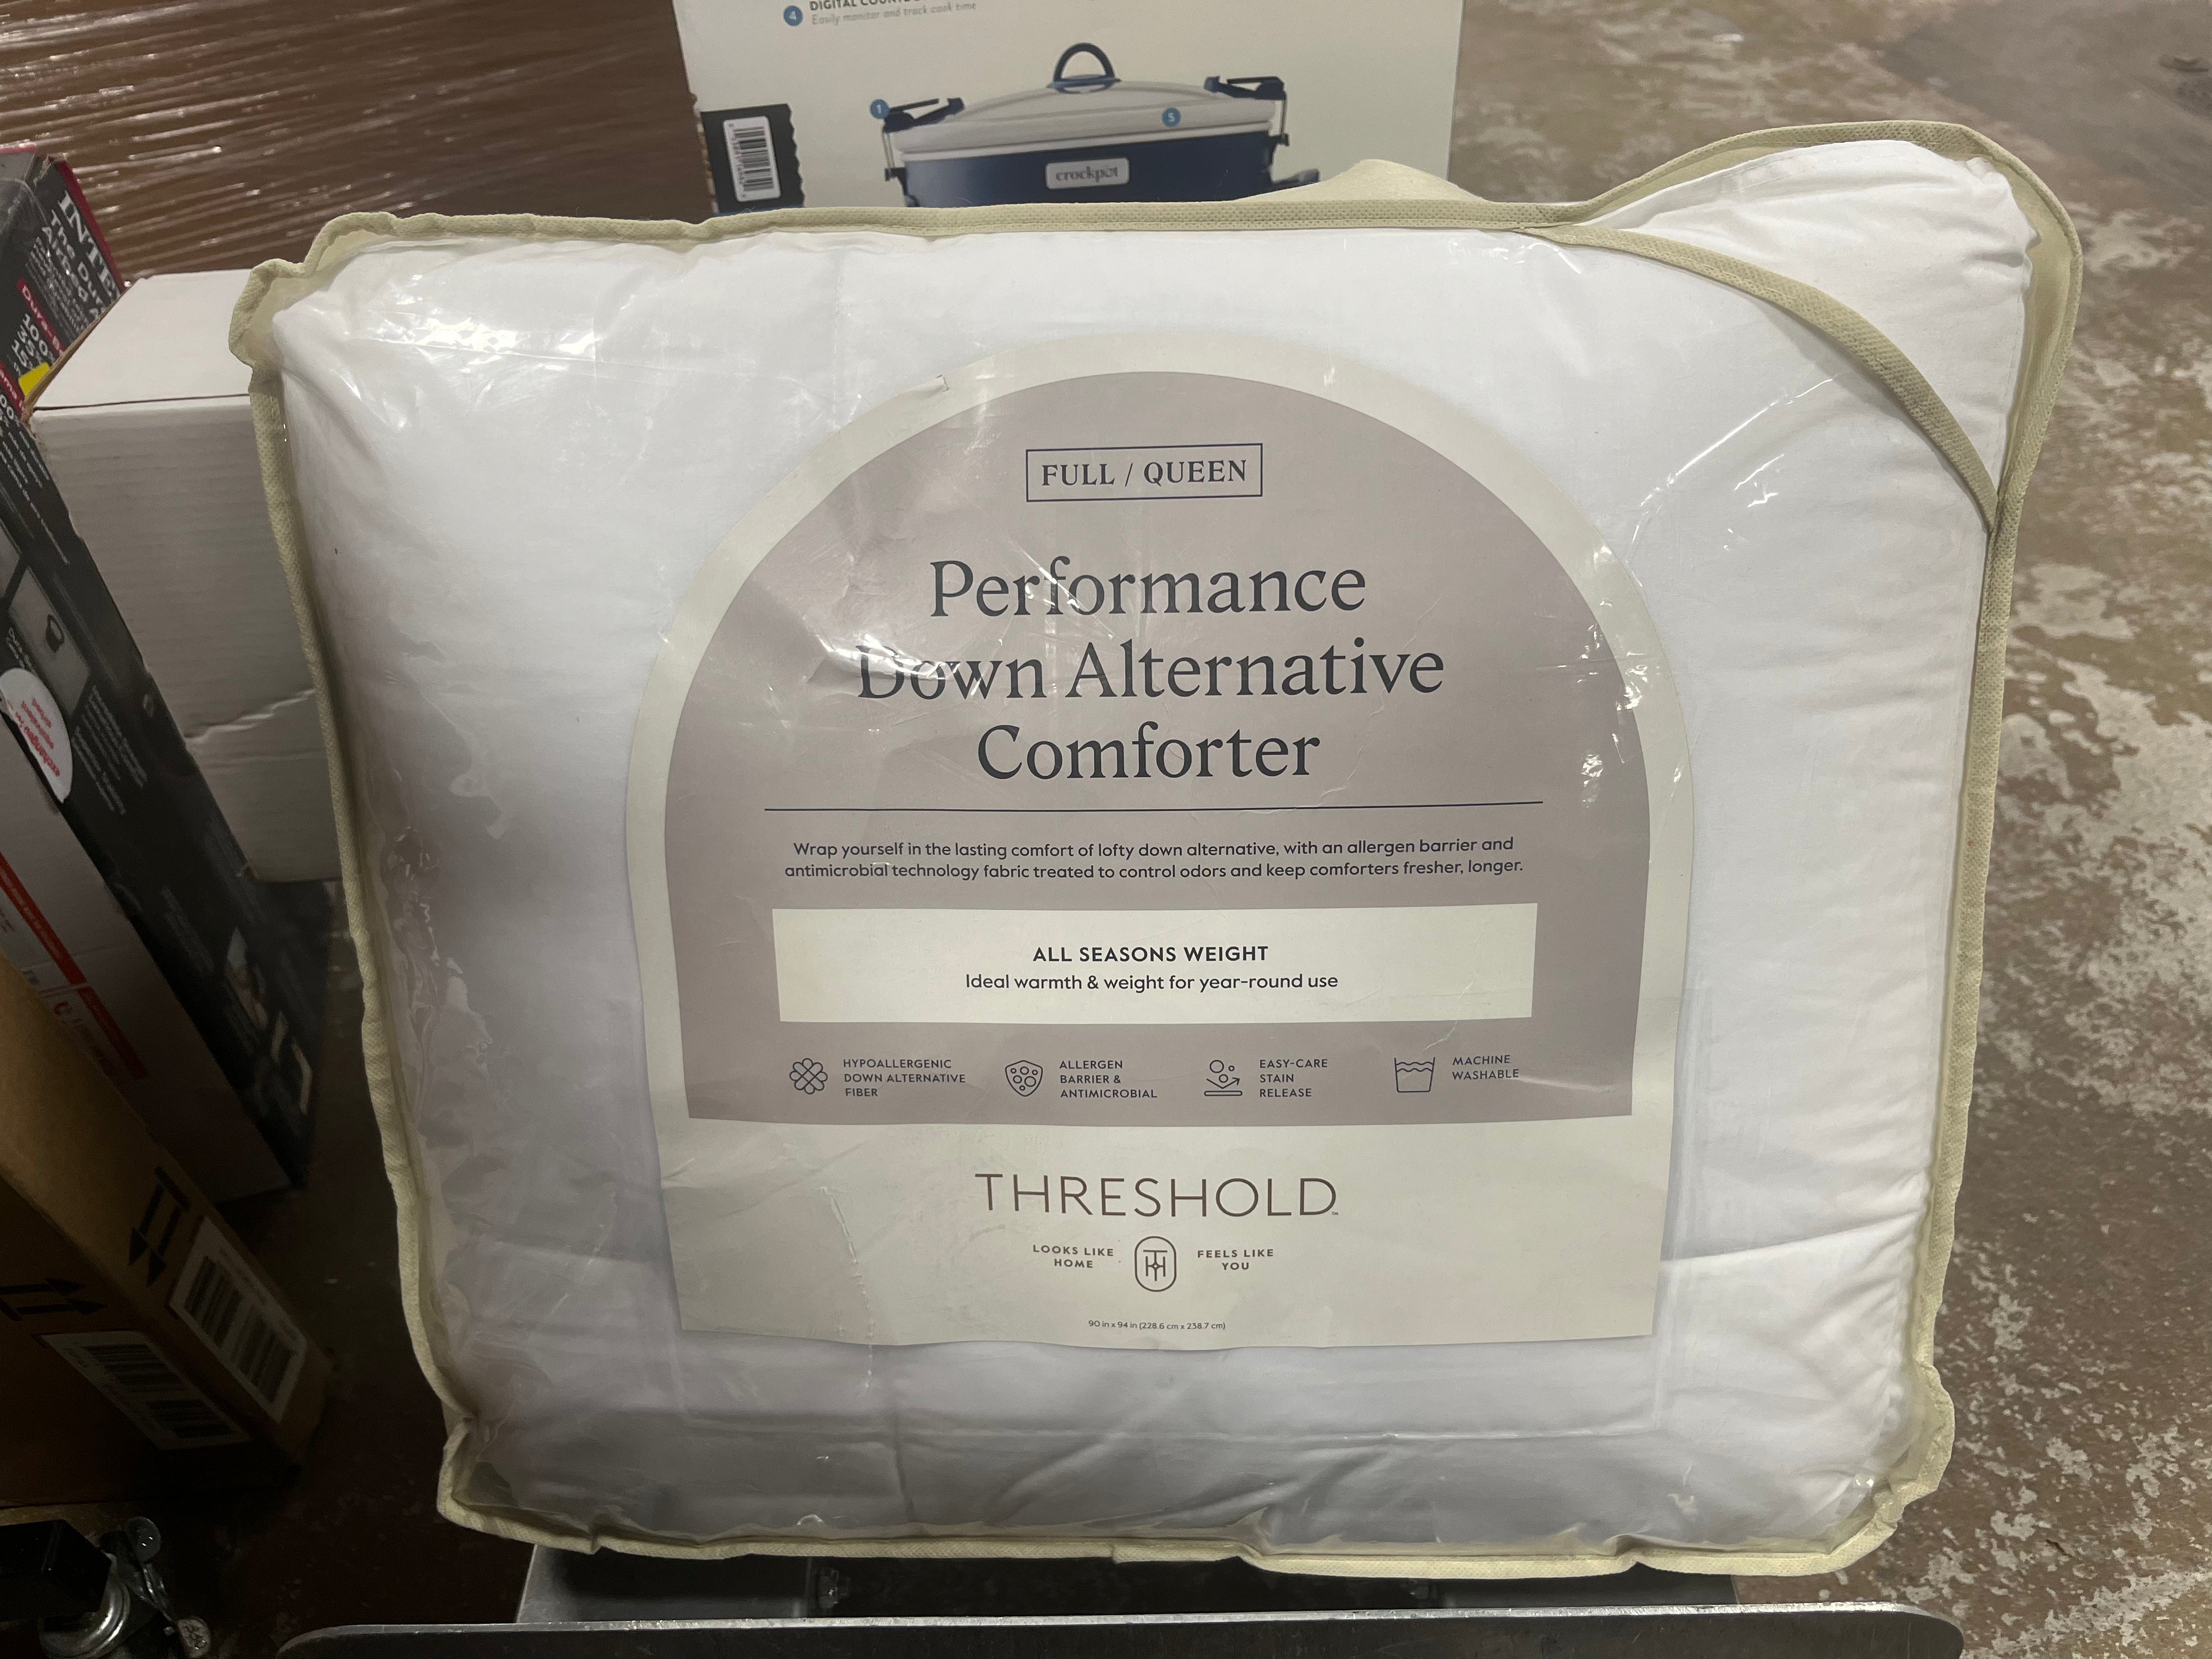 4
Easily monitor and track cook time
1
5
crockpot
FULL / QUEEN
Performance
Down Alternative
Comforter
Wrap yourself in the lasting comfort of lofty down alternative, with an allergen barrier and
antimicrobial technology fabric treated to control odors and keep comforters fresher, longer.
ALL SEASONS WEIGHT
Ideal warmth & weight for year-round use
HYPOALLERGENIC
DOWN ALTERNATIVE
FIBER
ALLERGEN
BARRIER &
ANTIMICROBIAL
EASY-CARE
STAIN
RELEASE
MACHINE
WASHABLE
THRESHOLD™
LOOKS LIKE
HOME
FEELS LIKE
YOU
90 in x 94 in (228.6 cm x 238.7 cm)